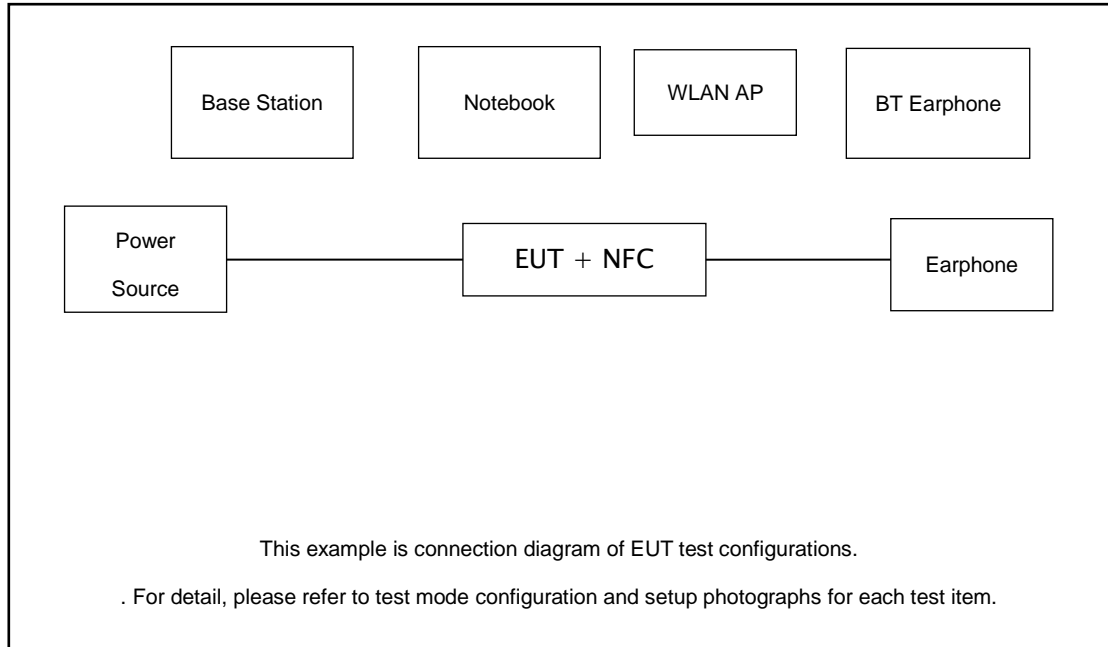 Base Station
Notebook
WLAN AP
BT Earphone
Power
Source
EUT + NFC
Earphone
This example is connection diagram of EUT test configurations.
. For detail, please refer to test mode configuration and setup photographs for each test item.